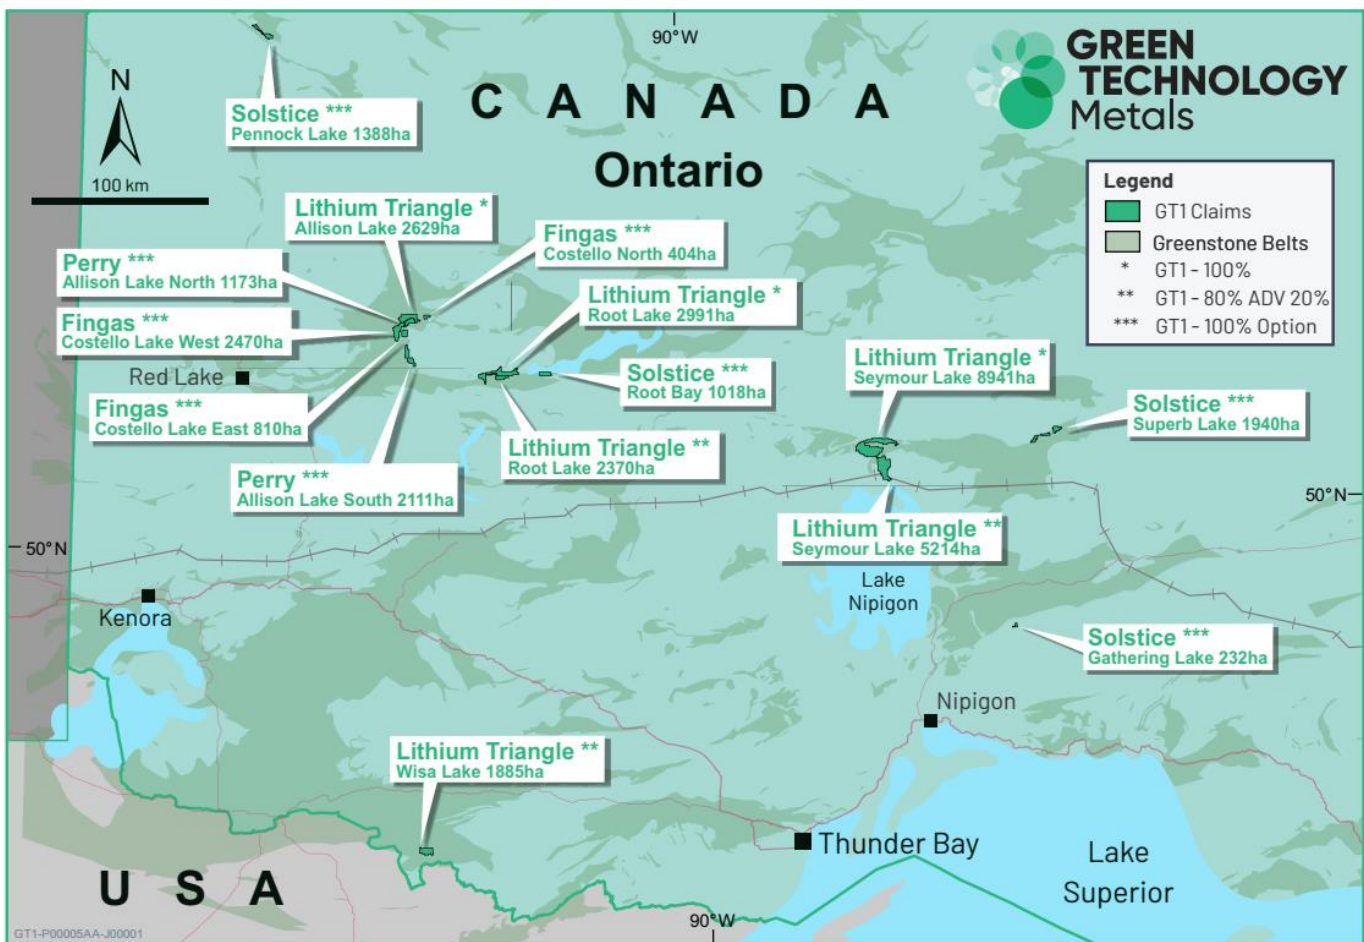 90°W
GREEN
TECHNOLOGY
Metals
CANADA
Ontario
N
100 km
Solstice ***
Pennock Lake 1388ha
Legend
GT1 Claims
Greenstone Belts
* GT1 - 100%
** GT1 - 80% ADV 20%
*** GT1 - 100% Option
Lithium Triangle *
Allison Lake 2629ha
Fingas ***
Costello North 404ha
Perry ***
Allison Lake North 1173ha
Lithium Triangle *
Root Lake 2991ha
Fingas ***
Costello Lake West 2470ha
Red Lake
Solstice ***
Root Bay 1018ha
Lithium Triangle *
Seymour Lake 8941ha
Fingas ***
Costello Lake East 810ha
Solstice ***
Superb Lake 1940ha
Lithium Triangle **
Root Lake 2370ha
Perry ***
Allison Lake South 2111ha
50°N
50°N
Lithium Triangle **
Seymour Lake 5214ha
Lake
Nipigon
Kenora
Solstice ***
Gathering Lake 232ha
Nipigon
Lithium Triangle **
Wisa Lake 1885ha
Thunder Bay
Lake
Superior
USA
90°W
GT1-P00005AA-J00001